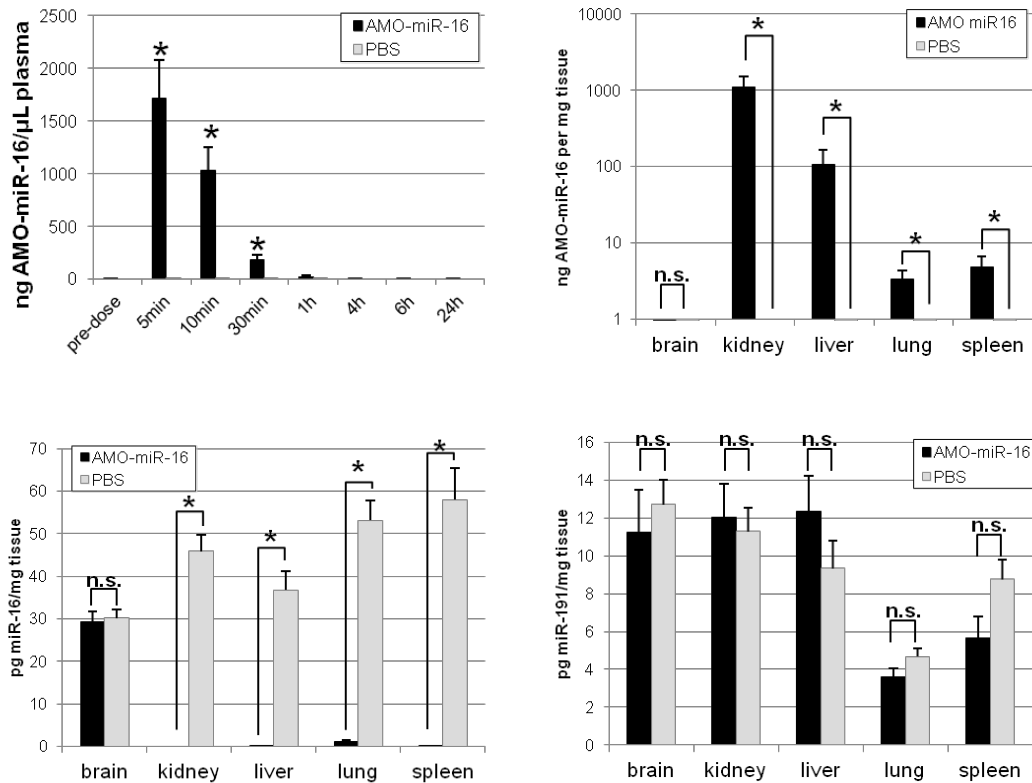 AMO-miR-16
PBS
ng AMO-miR-16/µL plasma
2500
2000
1500
1000
500
0
*
*
*
pre-dose
5min
10min
30min
1h
4h
6h
24h
AMO miR16
PBS
ng AMO-miR-16 per mg tissue
10000
1000
100
10
1
n.s.
*
*
*
*
brain
kidney
liver
lung
spleen
AMO-miR-16
PBS
pg miR-16/mg tissue
70
60
50
40
30
20
10
0
n.s.
*
*
*
*
brain
kidney
liver
lung
spleen
AMO-miR-16
PBS
pg miR-191/mg tissue
16
14
12
10
8
6
4
2
0
n.s.
n.s.
n.s.
n.s.
n.s.
brain
kidney
liver
lung
spleen